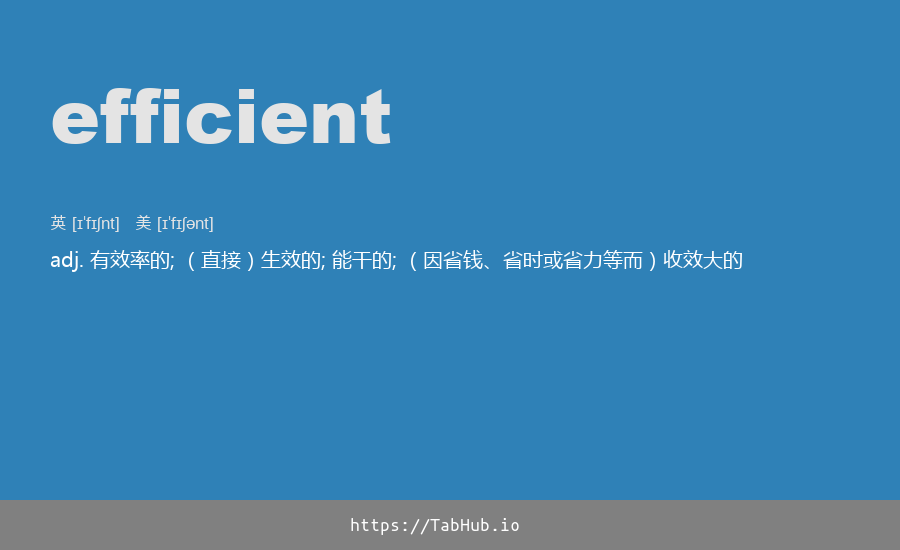 efficient
英 [ɪˈfɪʃnt] 美 [ɪˈfɪʃənt]
adj. 有效率的; （直接）生效的; 能干的; （因省钱、省时或省力等而）收效大的
https://TabHub.io